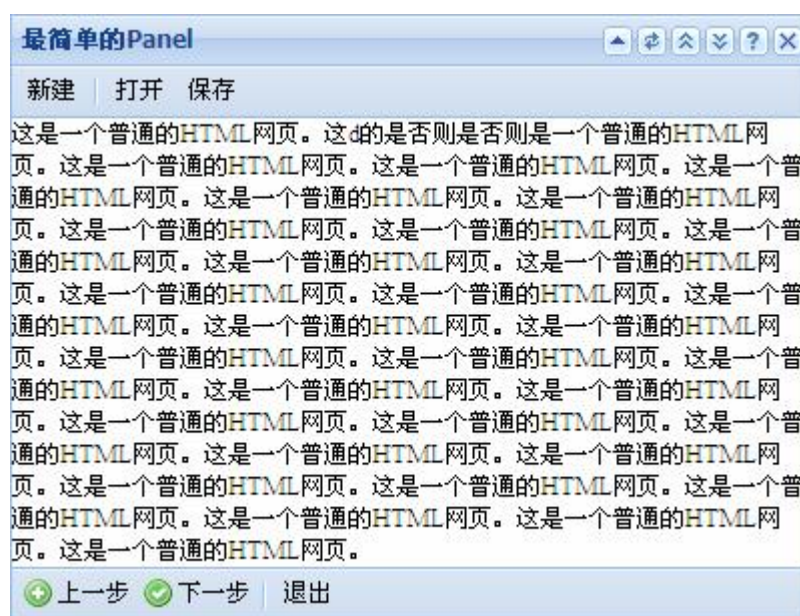 最简单的Panel
新建 打开 保存
这是一个普通的HTML网页。这d的是否则是否则是一个普通的HTML网
页。这是一个普通的HTML网页。这是一个普通的HTML网页。这是一个普
通的HTML网页。这是一个普通的HTML网页。这是一个普通的HTML网
页。这是一个普通的HTML网页。这是一个普通的HTML网页。这是一个普
通的HTML网页。这是一个普通的HTML网页。这是一个普通的HTML网
页。这是一个普通的HTML网页。这是一个普通的HTML网页。这是一个普
通的HTML网页。这是一个普通的HTML网页。这是一个普通的HTML网
页。这是一个普通的HTML网页。这是一个普通的HTML网页。这是一个普
通的HTML网页。这是一个普通的HTML网页。这是一个普通的HTML网
页。这是一个普通的HTML网页。这是一个普通的HTML网页。这是一个普
通的HTML网页。这是一个普通的HTML网页。这是一个普通的HTML网
页。这是一个普通的HTML网页。这是一个普通的HTML网页。这是一个普
通的HTML网页。这是一个普通的HTML网页。这是一个普通的HTML网
页。这是一个普通的HTML网页。
上一步 下一步 退出